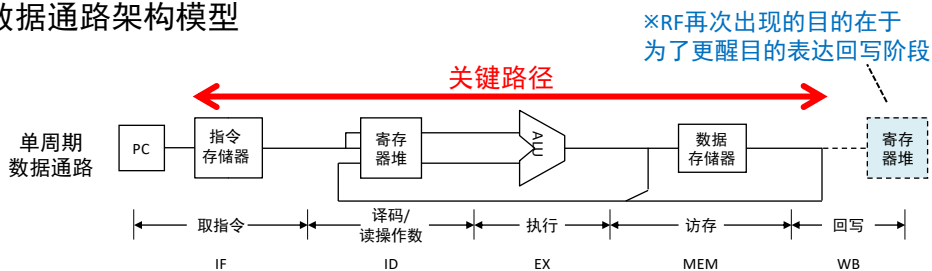 数据通路架构模型
※RF再次出现的目的在于
为了更醒目的表达回写阶段
关键路径
单周期
数据通路
PC
指令
存储器
寄存
器堆
ALU
数据
存储器
寄存
器堆
取指令
译码/
读操作数
执行
访存
回写
IF
ID
EX
MEM
WB